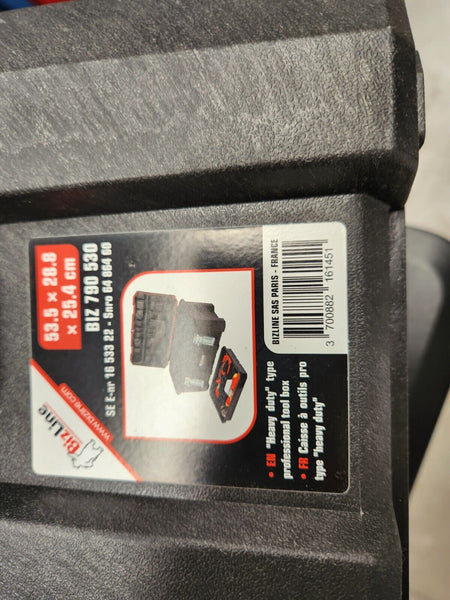 53.5 x 28.8
x 25.4 cm
BIZ 790 530
SE E-nr 16 533 22 - Snro 64 664 60
BizLine
www.bizline.com
BIZLINE SAS PARIS - FRANCE
3 700882 161451
• EN "Heavy duty" type
professional tool box
• FR Caisse à outils pro
type "heavy duty"